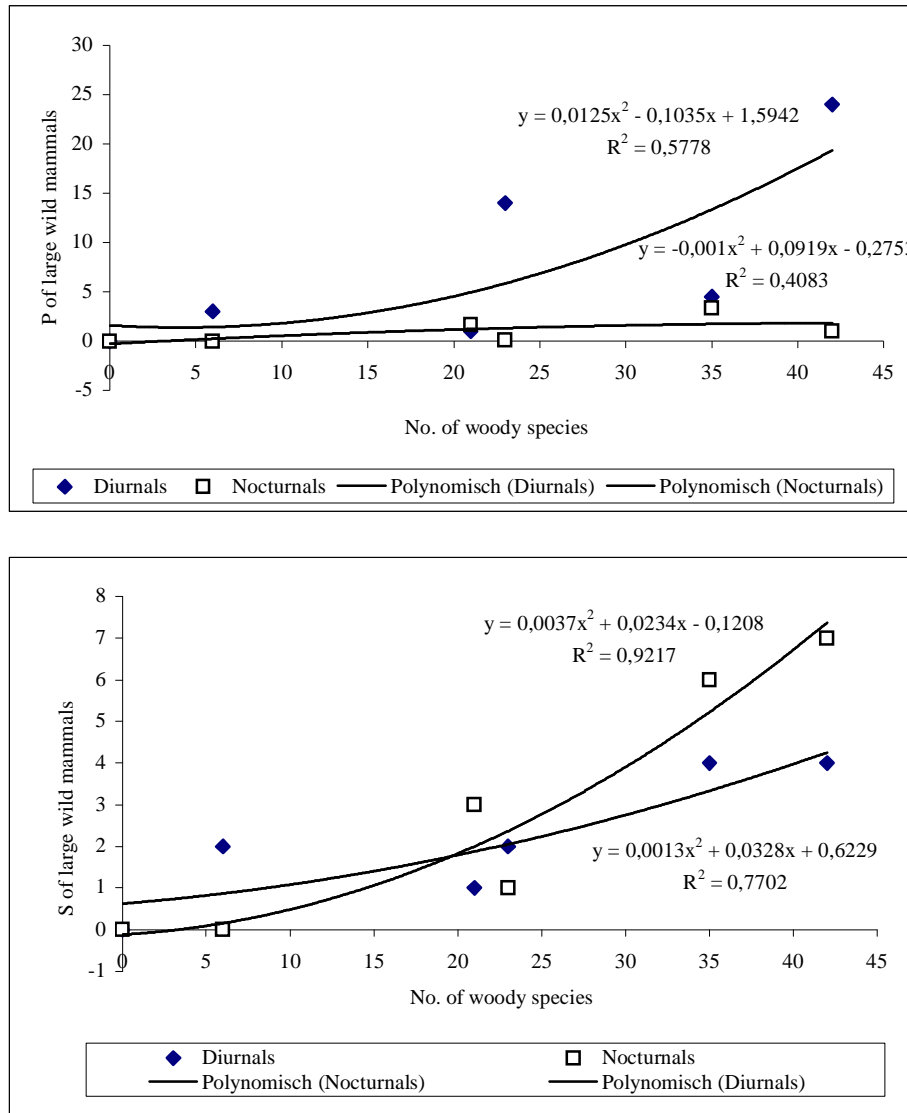 30
25
y = 0,0125x² - 0,1035x + 1,5942
R² = 0,5778
20
15
10
y = -0,001x² + 0,0919x - 0,2752
R² = 0,4083
5
0
-5
0 5 10 15 20 25 30 35 40 45
P of large wild mammals
No. of woody species
Diurnals Nocturnals Polynomisch (Diurnals) Polynomisch (Nocturnals)
8
7
y = 0,0037x² + 0,0234x - 0,1208
R² = 0,9217
6
5
4
3
2
y = 0,0013x² + 0,0328x + 0,6229
R² = 0,7702
1
0
-1
0 5 10 15 20 25 30 35 40 45
S of large wild mammals
No. of woody species
Diurnals Nocturnals
Polynomisch (Nocturnals) Polynomisch (Diurnals)